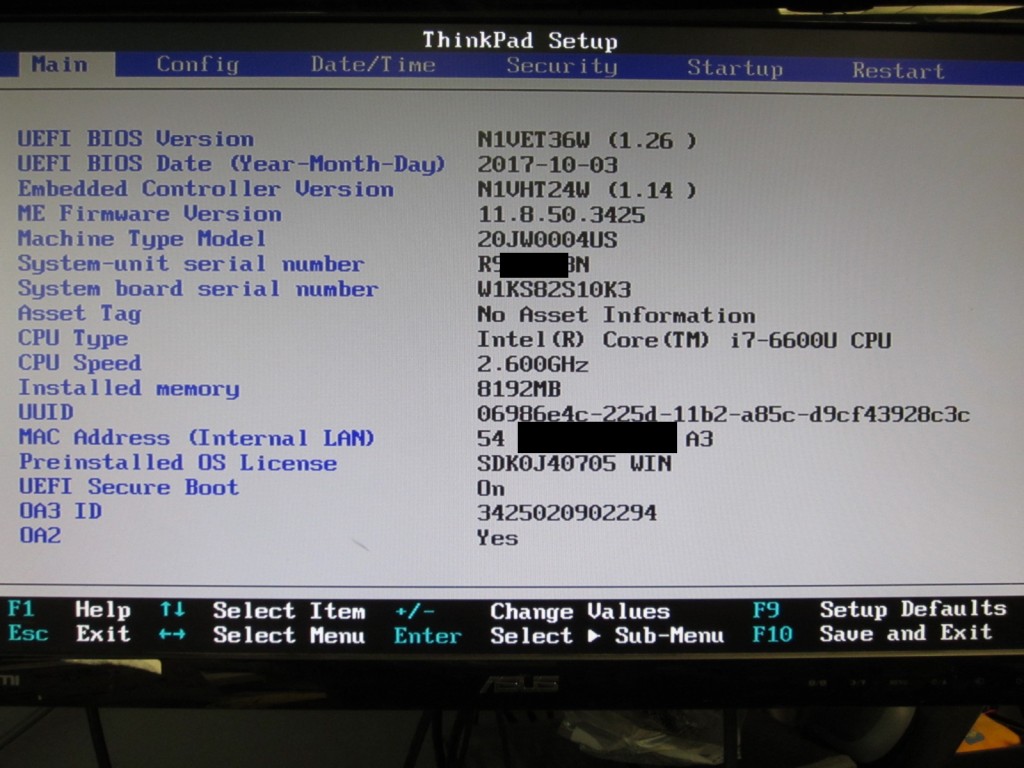 ThinkPad Setup
Main Config Date/Time Security Startup Restart
UEFI BIOS Version N1VET36W (1.26 )
UEFI BIOS Date (Year-Month-Day) 2017-10-03
Embedded Controller Version N1VHT24W (1.14 )
ME Firmware Version 11.8.50.3425
Machine Type Model 20JW0004US
System-unit serial number R9 BN
System board serial number W1KS82S10K3
Asset Tag No Asset Information
CPU Type Intel(R) Core(TM) i7-6600U CPU
CPU Speed 2.600GHz
Installed memory 8192MB
UUID 06986e4c-225d-11b2-a85c-d9cf43928c3c
MAC Address (Internal LAN) 54 A3
Preinstalled OS License SDK0J40705 WIN
UEFI Secure Boot On
OA3 ID 3425020902294
OA2 Yes
F1 Help ↑↓ Select Item +/- Change Values F9 Setup Defaults
Esc Exit ←→ Select Menu Enter Select ▶ Sub-Menu F10 Save and Exit
ASUS